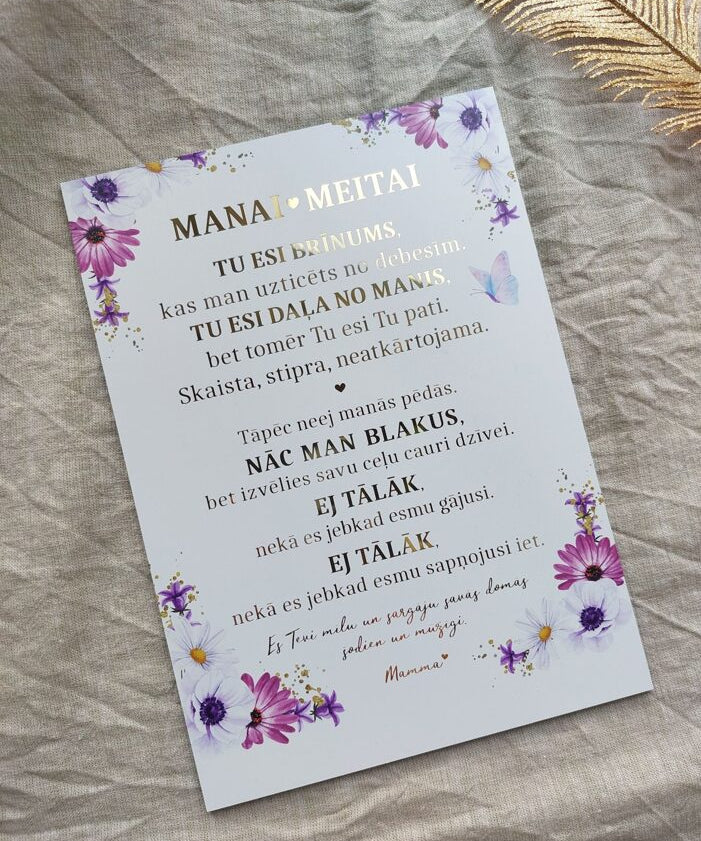 MANAI MEITAI
TU ESI BRĪNUMS,
kas man uzticēts no debesīm.
TU ESI DAĻA NO MANIS,
bet tomēr Tu esi Tu pati.
Skaista, stipra, neatkārtojama.
Tāpēc neej manās pēdās.
NĀC MAN BLAKUS,
bet izvēlies savu ceļu cauri dzīvei.
EJ TĀLĀK,
nekā es jebkad esmu gājusi.
EJ TĀLĀK,
nekā es jebkad esmu sapņojusi iet.
Es Tevi mīlu un sargāju savās domās
šodien un mūžīgi.
Mamma